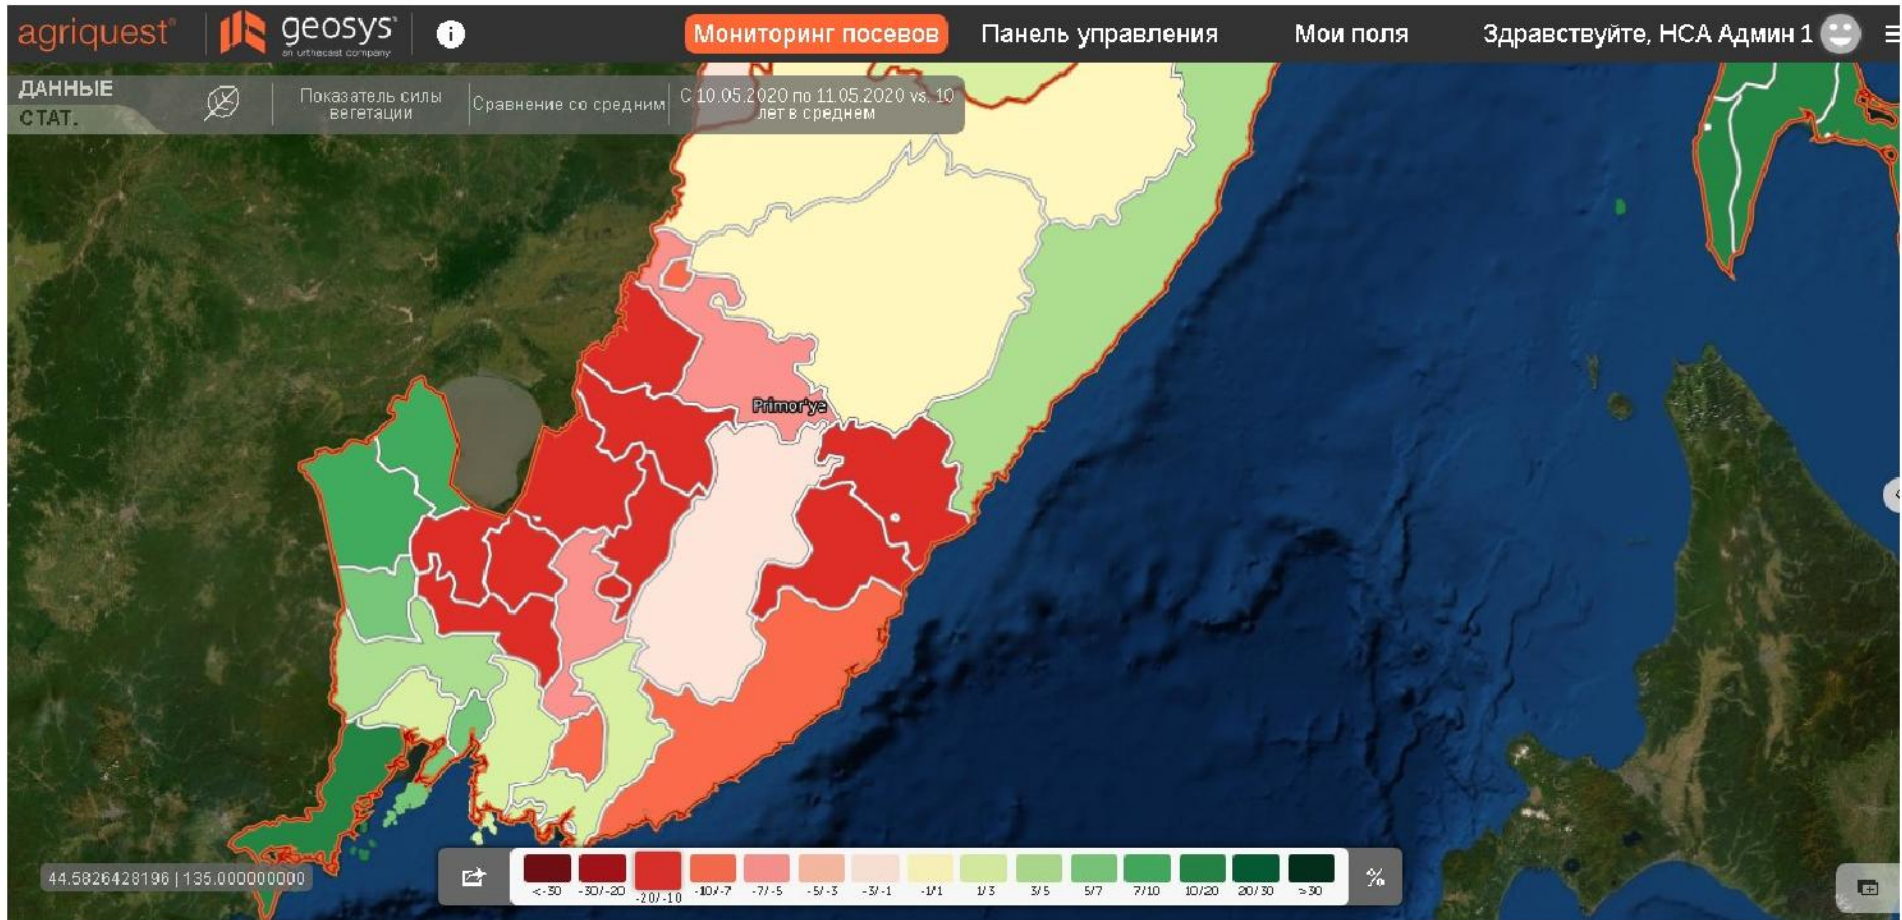 agriquest® geosys® Мониторинг посевов Панель управления Мои поля Здравствуйте, НСА Админ 1
an urthecast company
ДАННЫЕ
СТАТ.
Показатель силы
вегетации
Сравнение со средним
С 10.05.2020 по 11.05.2020 vs. 10
лет в среднем
Primor'ye
44.5826428196 | 135.000000000
<-30 -30/-20 -20/-10 -10/-7 -7/-5 -5/-3 -3/-1 -1/1 1/3 3/5 5/7 7/10 10/20 20/30 >30 %